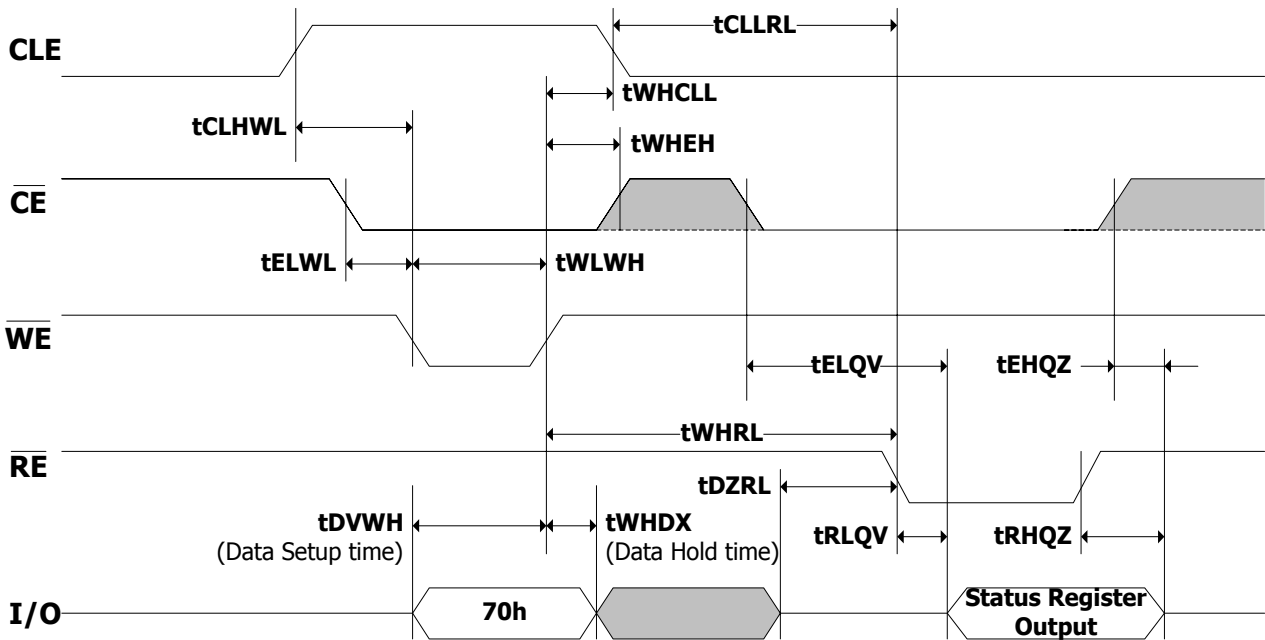 tCLLRL
CLE
tWHCLL
tCLHWL
tWHEH
CE
tELWL
tWLWH
WE
tELQV
tEHQZ
tWHRL
RE
tDZRL
tDVWH
tWHDX
tRLQV
tRHQZ
(Data Setup time)
(Data Hold time)
I/O
70h
Status Register
Output